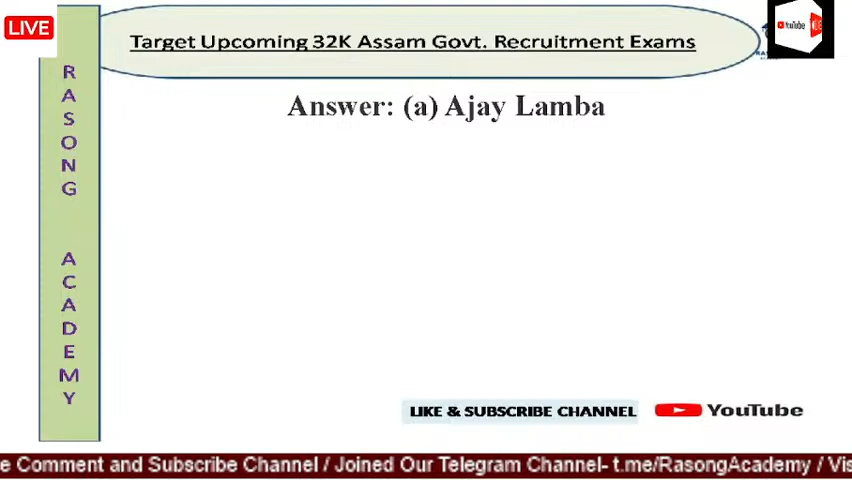 LIVE
Target Upcoming 32K Assam Govt. Recruitment Exams
YouTube
RASONG ACADEMY
Answer: (a) Ajay Lamba
LIKE & SUBSCRIBE CHANNEL
YouTube
e Comment and Subscribe Channel / Joined Our Telegram Channel- t.me/RasongAcademy / Vis